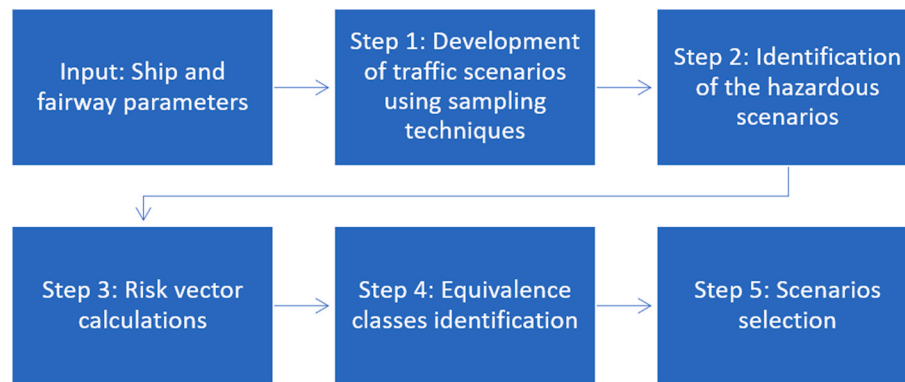 Input: Ship and
fairway parameters
Step 1: Development
of traffic scenarios
using sampling
techniques
Step 2: Identification
of the hazardous
scenarios
Step 3: Risk vector
calculations
Step 4: Equivalence
classes identification
Step 5: Scenarios
selection